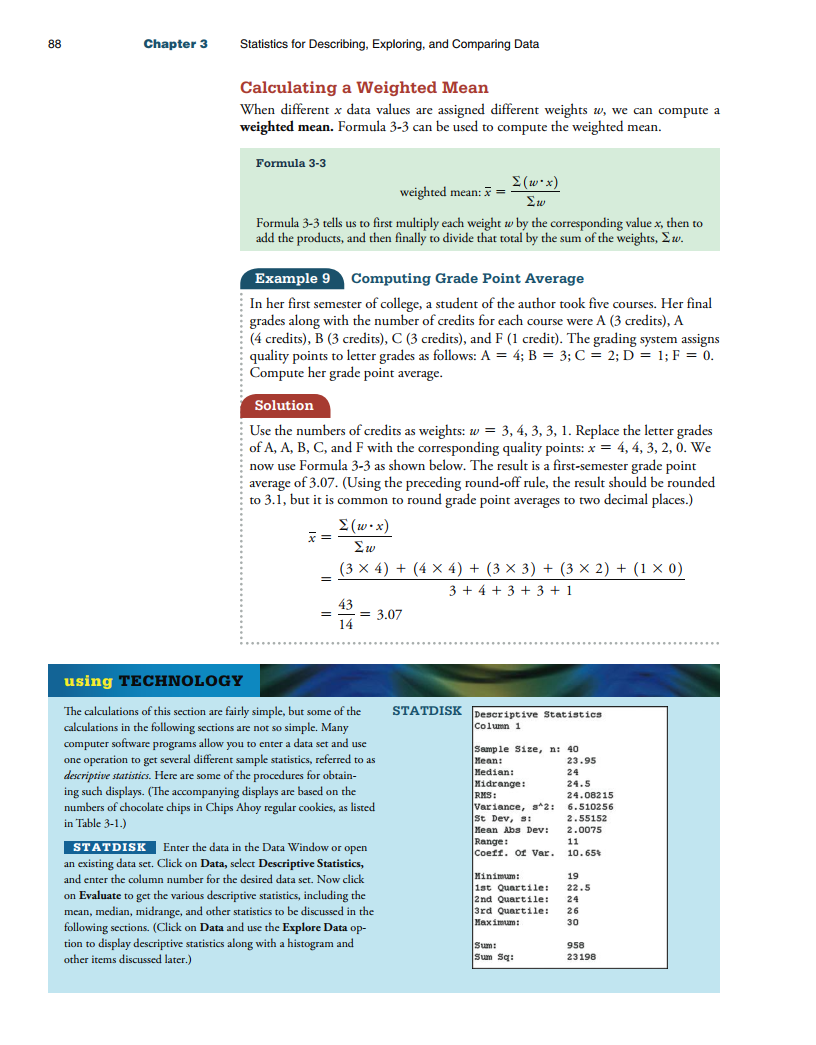 88 Chapter 3 Statistics for Describing, Exploring, and Comparing Data
Calculating a Weighted Mean
When different x data values are assigned different weights w, we can compute a
weighted mean. Formula 3-3 can be used to compute the weighted mean.
Formula 3-3
weighted mean: x̄ = Σ(w · x) / Σw
Formula 3-3 tells us to first multiply each weight w by the corresponding value x, then to
add the products, and then finally to divide that total by the sum of the weights, Σw.
Example 9 Computing Grade Point Average
In her first semester of college, a student of the author took five courses. Her final
grades along with the number of credits for each course were A (3 credits), A
(4 credits), B (3 credits), C (3 credits), and F (1 credit). The grading system assigns
quality points to letter grades as follows: A = 4; B = 3; C = 2; D = 1; F = 0.
Compute her grade point average.
Solution
Use the numbers of credits as weights: w = 3, 4, 3, 3, 1. Replace the letter grades
of A, A, B, C, and F with the corresponding quality points: x = 4, 4, 3, 2, 0. We
now use Formula 3-3 as shown below. The result is a first-semester grade point
average of 3.07. (Using the preceding round-off rule, the result should be rounded
to 3.1, but it is common to round grade point averages to two decimal places.)
x̄ = Σ(w · x) / Σw
= (3 × 4) + (4 × 4) + (3 × 3) + (3 × 2) + (1 × 0) / 3 + 4 + 3 + 3 + 1
= 43 / 14 = 3.07
using TECHNOLOGY
The calculations of this section are fairly simple, but some of the
calculations in the following sections are not so simple. Many
computer software programs allow you to enter a data set and use
one operation to get several different sample statistics, referred to as
descriptive statistics. Here are some of the procedures for obtain-
ing such displays. (The accompanying displays are based on the
numbers of chocolate chips in Chips Ahoy regular cookies, as listed
in Table 3-1.)
STATDISK Enter the data in the Data Window or open
an existing data set. Click on Data, select Descriptive Statistics,
and enter the column number for the desired data set. Now click
on Evaluate to get the various descriptive statistics, including the
mean, median, midrange, and other statistics to be discussed in the
following sections. (Click on Data and use the Explore Data op-
tion to display descriptive statistics along with a histogram and
other items discussed later.)
STATDISK
Descriptive Statistics
Column 1
Sample Size, n: 40
Mean: 23.95
Median: 24
Midrange: 24.5
RMS: 24.08215
Variance, s^2: 6.510256
St Dev, s: 2.55152
Mean Abs Dev: 2.0075
Range: 11
Coeff. Of Var. 10.65%
Minimum: 19
1st Quartile: 22.5
2nd Quartile: 24
3rd Quartile: 26
Maximum: 30
Sum: 958
Sum Sq: 23198